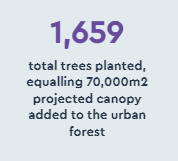 1,659
total trees planted,
equalling 70,000m2
projected canopy
added to the urban
forest